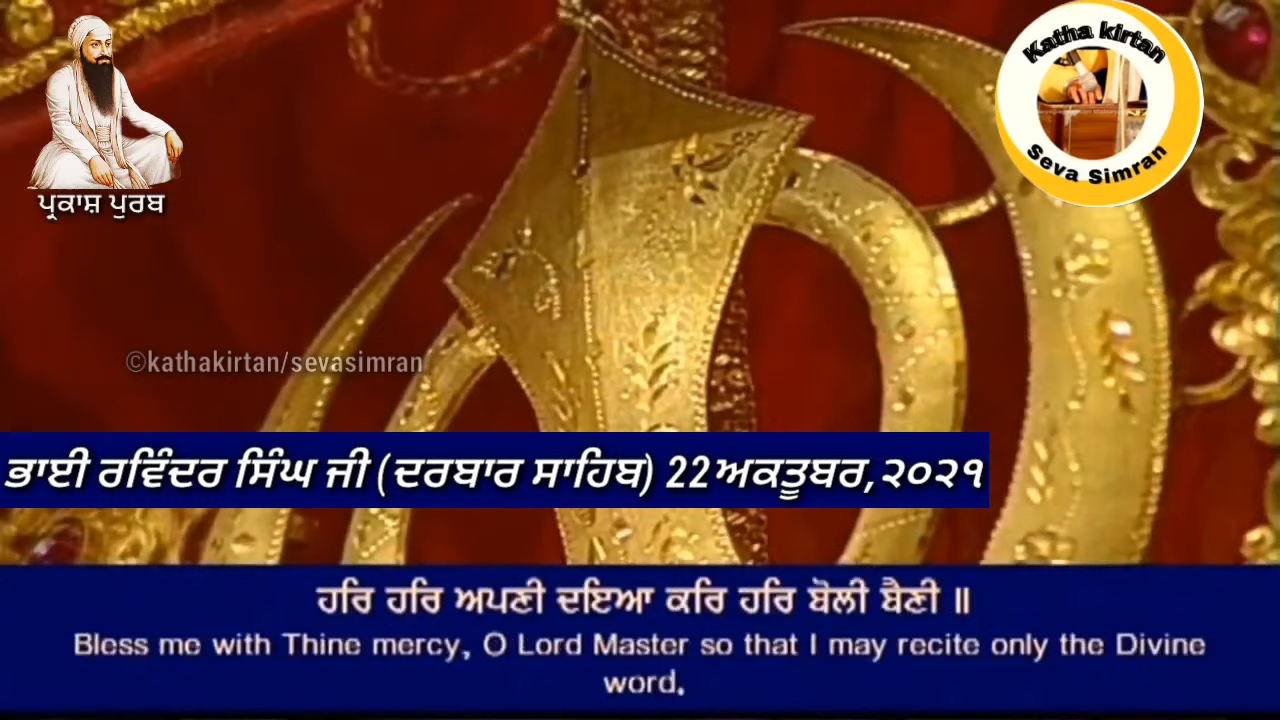 Katha kirtan
Seva Simran
ਪ੍ਰਕਾਸ਼ ਪੁਰਬ
©kathakirtan/sevasimran
ਭਾਈ ਰਵਿੰਦਰ ਸਿੰਘ ਜੀ (ਦਰਬਾਰ ਸਾਹਿਬ) 22ਅਕਤੂਬਰ,੨੦੨੧
ਹਰਿ ਹਰਿ ਅਪਣੀ ਦਇਆ ਕਰਿ ਹਰਿ ਬੋਲੀ ਬੈਣੀ ॥
Bless me with Thine mercy, O Lord Master so that I may recite only the Divine
word.